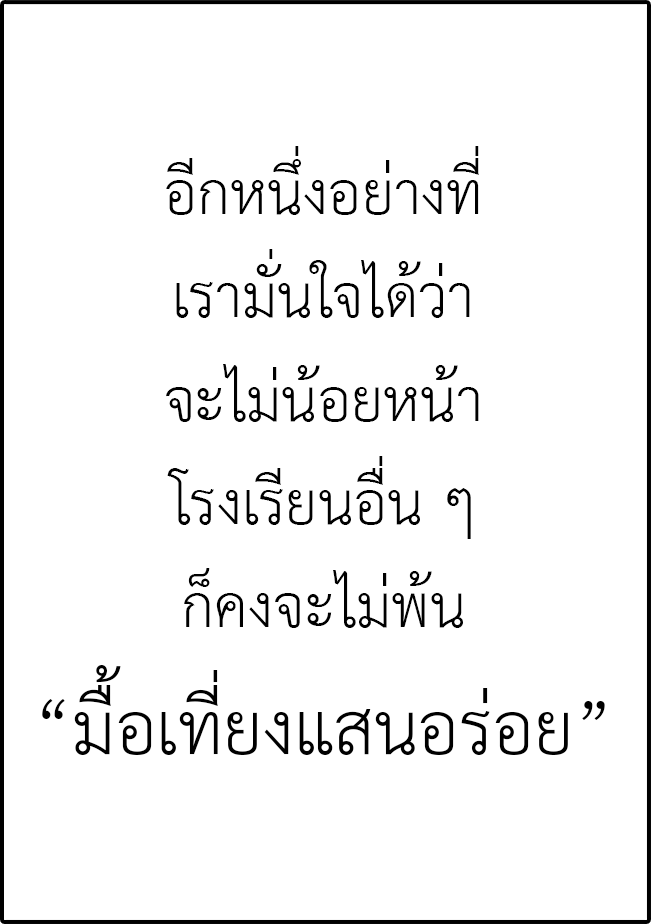 อีกหนึ่งอย่างที่
เรามั่นใจได้ว่า
จะไม่น้อยหน้า
โรงเรียนอื่น ๆ
ก็คงจะไม่พ้น
“มื้อเที่ยงแสนอร่อย”